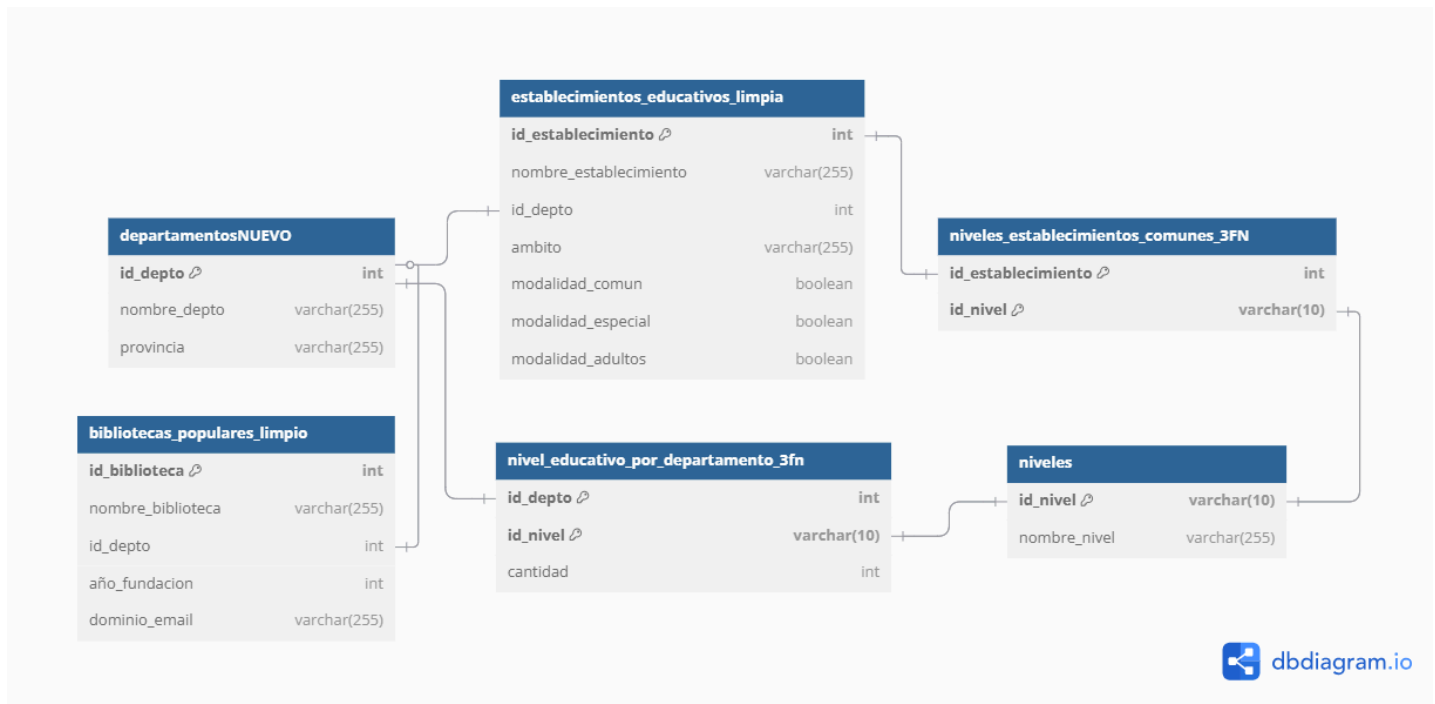 establecimientos_educativos_limpia
id_establecimiento int
nombre_establecimiento varchar(255)
id_depto int
ambito varchar(255)
modalidad_comun boolean
modalidad_especial boolean
modalidad_adultos boolean
departamentosNUEVO
id_depto int
nombre_depto varchar(255)
provincia varchar(255)
niveles_establecimientos_comunes_3FN
id_establecimiento int
id_nivel varchar(10)
bibliotecas_populares_limpio
id_biblioteca int
nombre_biblioteca varchar(255)
id_depto int
año_fundacion int
dominio_email varchar(255)
nivel_educativo_por_departamento_3fn
id_depto int
id_nivel varchar(10)
cantidad int
niveles
id_nivel varchar(10)
nombre_nivel varchar(255)
dbdiagram.io